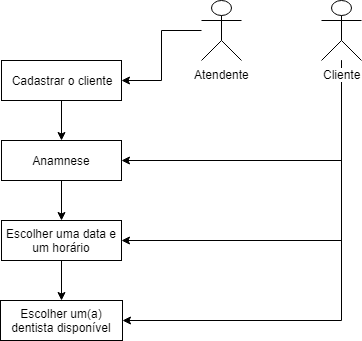 Atendente
Cliente
Cadastrar o cliente
Anamnese
Escolher uma data e
um horário
Escolher um(a)
dentista disponível